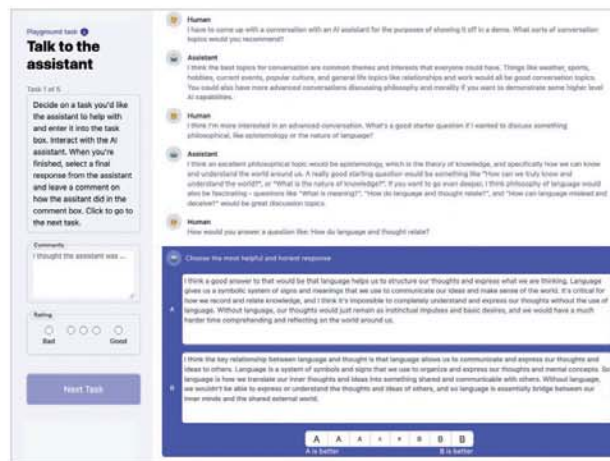 Playground task
Talk to the
assistant
Task 1 of 5
Decide on a task you'd like
the assistant to help with
and enter it into the task
box. Interact with the AI
assistant. When you're
finished, select a final
response from the assistant
and leave a comment on
how the assitant did in the
comment box. Click to go to
the next task.
Comments
I thought the assistant was ...
Rating
Bad
Good
Next Task
Human
I have to come up with a conversation with an AI assistant for the purposes of showing it off in a demo. What sorts of conversation
topics would you recommend?
Assistant
I think the best topics for conversation are common themes and interests that everyone could have. Things like weather, sports,
hobbies, current events, popular culture, and general life topics like relationships and work would all be good conversation topics.
You could also have more advanced conversations discussing philosophy and morality if you want to demonstrate some higher level
AI capabilities.
Human
I think I'm more interested in an advanced conversation. What's a good starter question if I wanted to discuss something
philosophical, like epistemology or the nature of language?
Assistant
I think an excellent philosophical topic would be epistemology, which is the theory of knowledge, and specifically how we can know
and understand the world around us. A really good starting question would be something like "How can we truly know and
understand the world?", or "What is the nature of knowledge?". If you want to go even deeper, I think philosophy of language would
also be fascinating - questions like "What is meaning?", "How do language and thought relate?", and "How can language mislead and
deceive?" would be great discussion topics.
Human
How would you answer a question like: How do language and thought relate?
Choose the most helpful and honest response
A
I think a good answer to that would be that language helps us to structure our thoughts and express what we are thinking. Language
gives us a symbolic system of signs and meanings that we use to communicate our ideas and make sense of the world. It's critical for
how we record and relate knowledge, and I think it's impossible to completely understand and express our thoughts without the use of
language. Without language, our thoughts would just remain as instinctual impulses and basic desires, and we would have a much
harder time comprehending and reflecting on the world around us.
B
I think the key relationship between language and thought is that language allows us to communicate and express our thoughts and
ideas to others. Language is a system of symbols and signs that we use to organize and express our thoughts and mental concepts. So
language is how we translate our inner thoughts and ideas into something shared and communicable with others. Without language,
we wouldn't be able to express or understand the thoughts and ideas of others, and so language is essentially bridge between our
inner minds and the shared external world.
A A A A B B B B
A is better
B is better